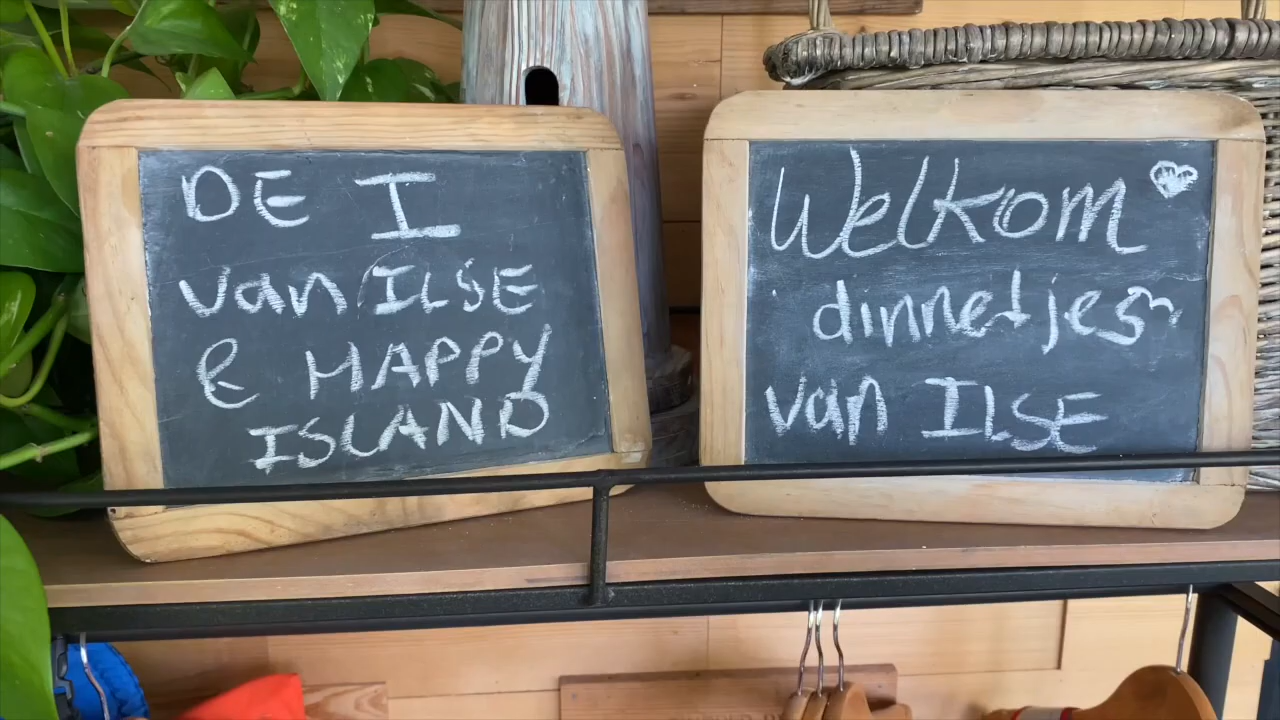 DE I
van ILSE
& HAPPY
ISLAND
Welkom
dinnetjes
van ILSE